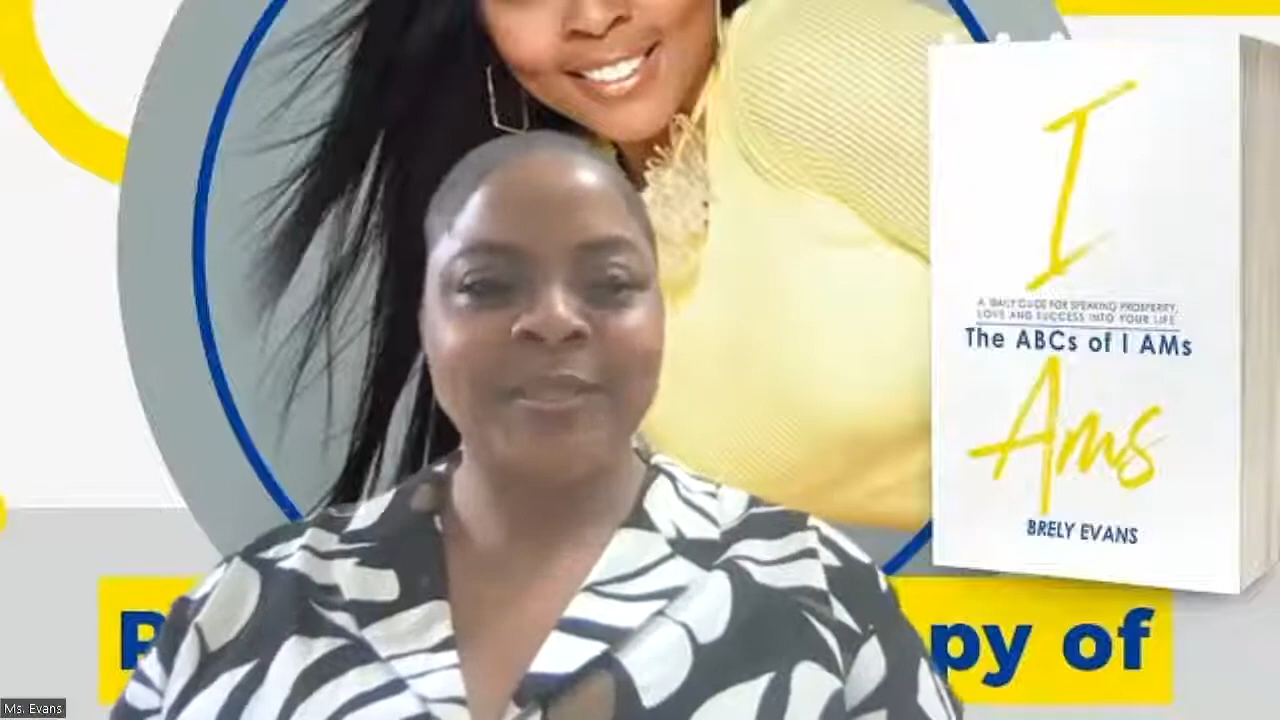 I
A DAILY GUIDE FOR SPEAKING PROSPERITY,
LOVE AND SUCCESS INTO YOUR LIFE
The ABCs of I AMs
Ams
BRELY EVANS
py of
Ms. Evans